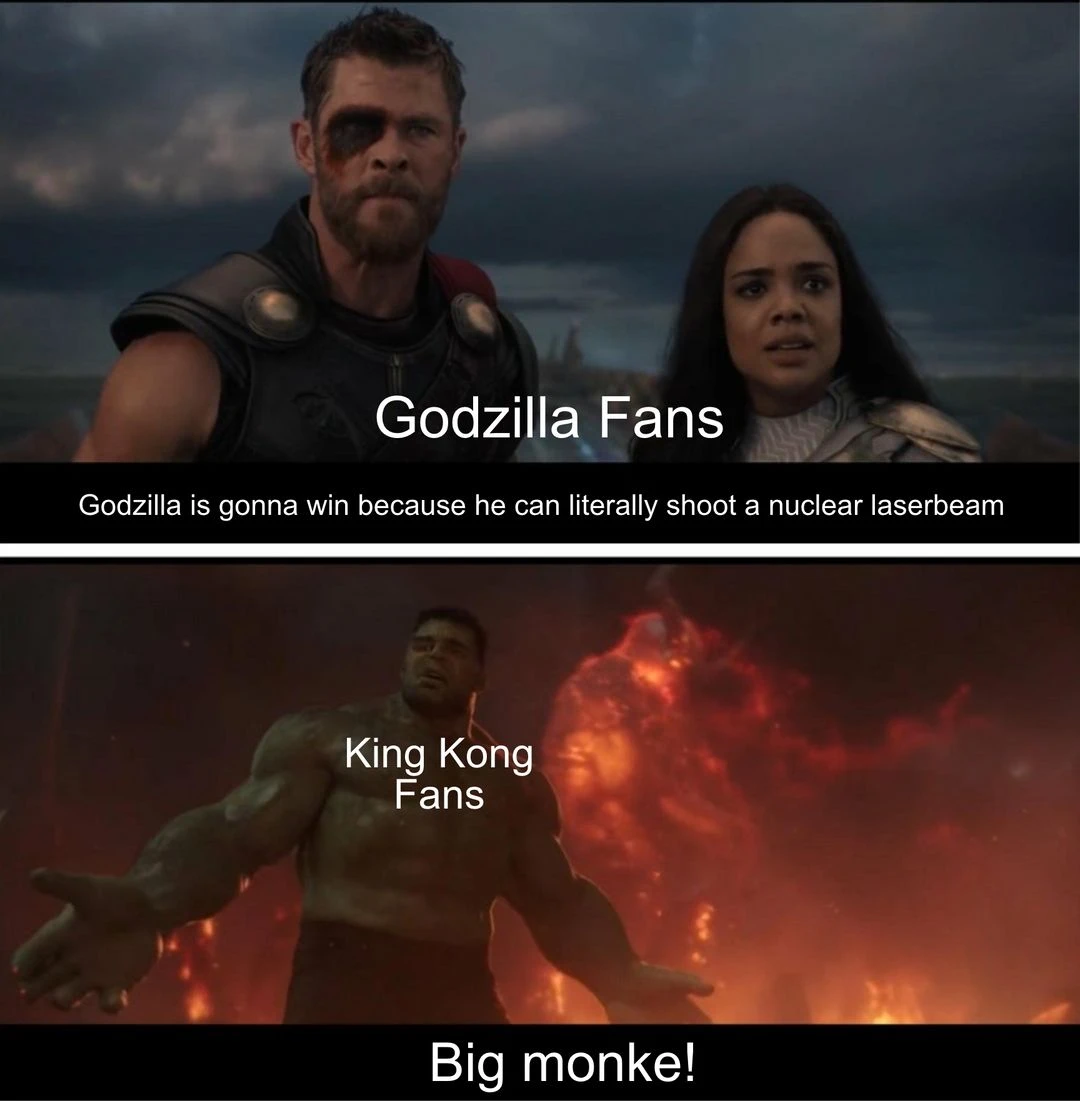 Godzilla Fans
Godzilla is gonna win because he can literally shoot a nuclear laserbeam
King Kong
Fans
Big monke!